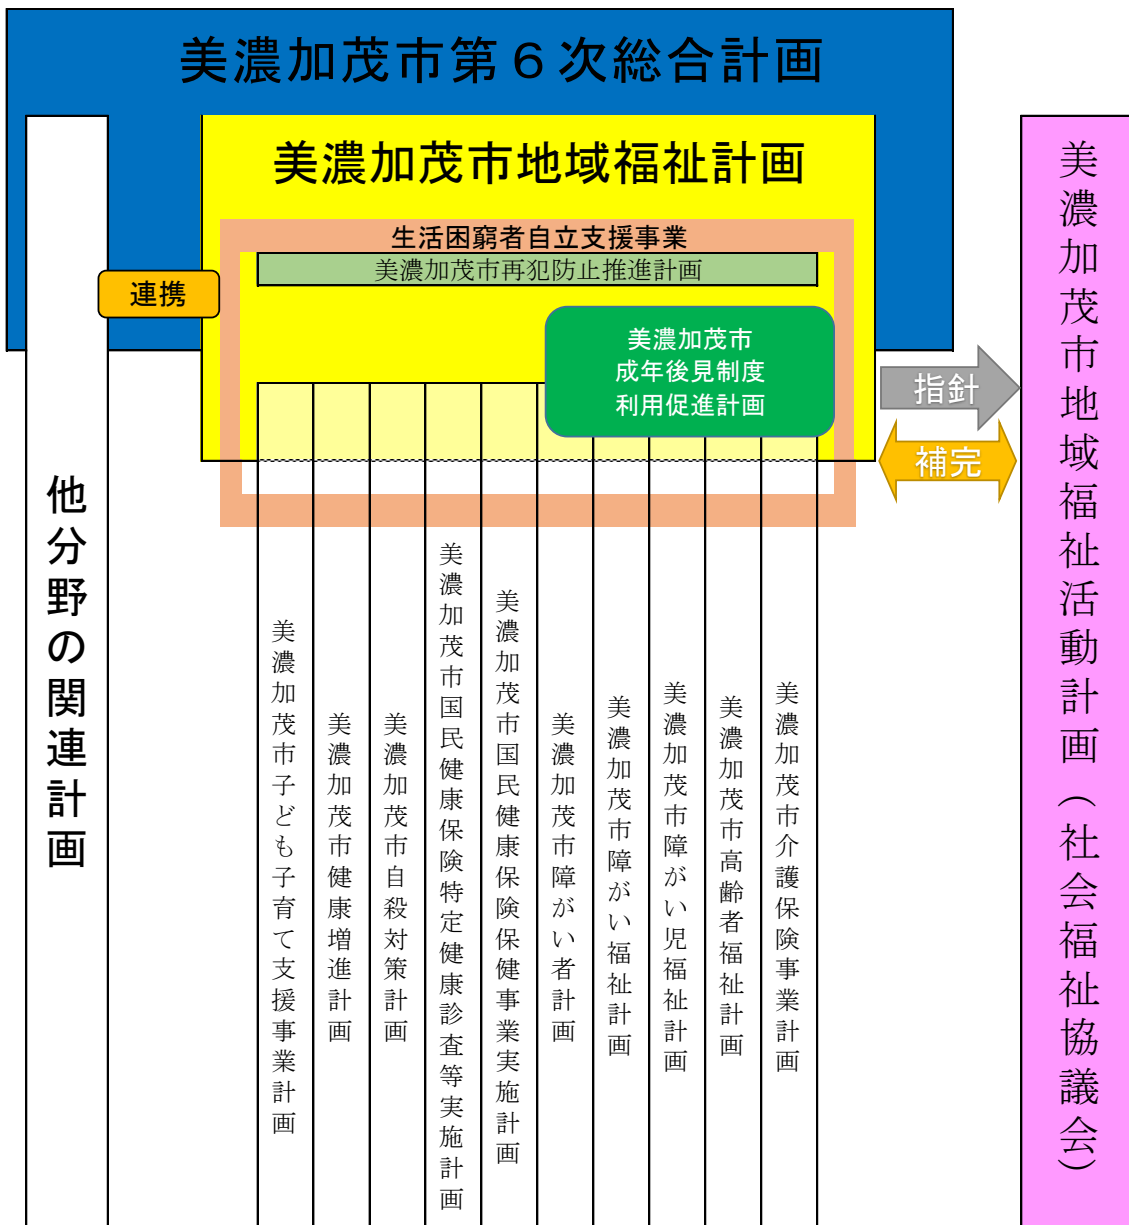 美濃加茂市第６次総合計画
美濃加茂市地域福祉計画
生活困窮者自立支援事業
美濃加茂市再犯防止推進計画
連携
美濃加茂市
成年後見制度
利用促進計画
指針
補完
他分野の関連計画
美濃加茂市子ども子育て支援事業計画
美濃加茂市健康増進計画
美濃加茂市自殺対策計画
美濃加茂市国民健康保険特定健康診査等実施計画
美濃加茂市国民健康保険保健事業実施計画
美濃加茂市障がい者計画
美濃加茂市障がい福祉計画
美濃加茂市障がい児福祉計画
美濃加茂市高齢者福祉計画
美濃加茂市介護保険事業計画
美濃加茂市地域福祉活動計画（社会福祉協議会）